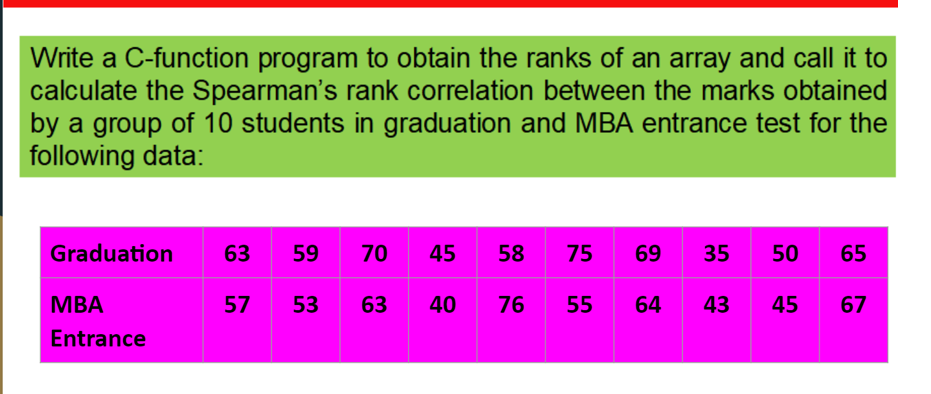 Write a C-function program to obtain the ranks of an array and call it to
calculate the Spearman's rank correlation between the marks obtained
by a group of 10 students in graduation and MBA entrance test for the
following data:
Graduation 63 59 70 45 58 75 69 35 50 65
MBA 57 53 63 40 76 55 64 43 45 67
Entrance